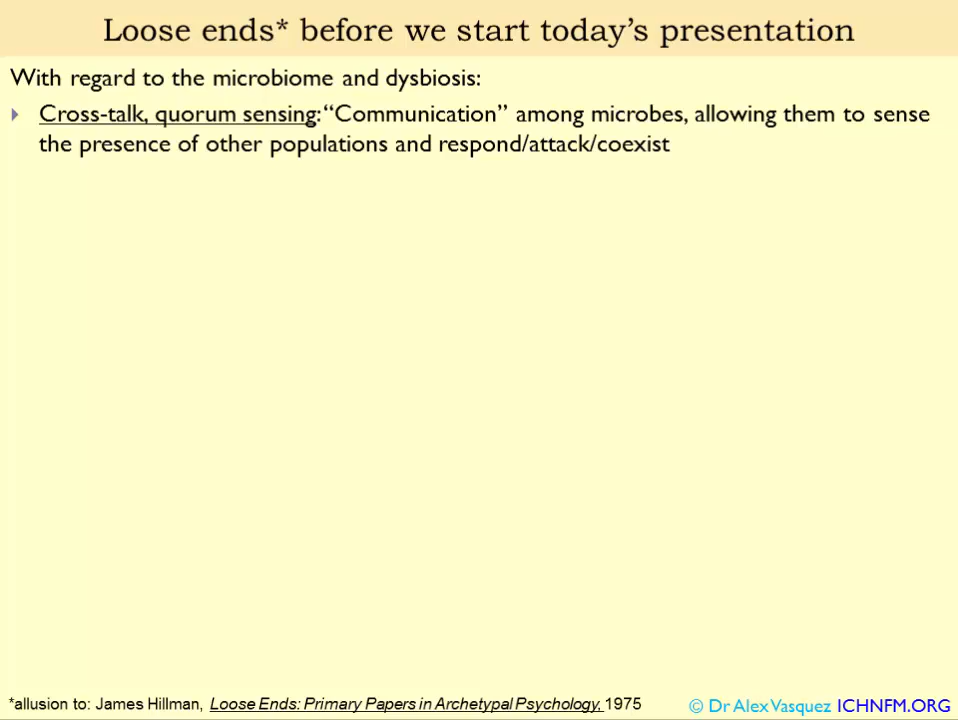 Loose ends* before we start today’s presentation
With regard to the microbiome and dysbiosis:
Cross-talk, quorum sensing: “Communication” among microbes, allowing them to sense
the presence of other populations and respond/attack/coexist
*allusion to: James Hillman, Loose Ends: Primary Papers in Archetypal Psychology, 1975
© Dr Alex Vasquez ICHNFM.ORG